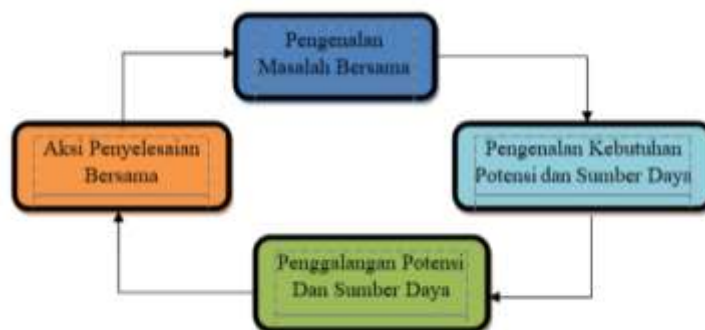 Pengenalan
Masalah Bersama
Aksi Penyelesaian
Bersama
Pengenalan Kebutuhan
Potensi dan Sumber Daya
Penggalangan Potensi
Dan Sumber Daya